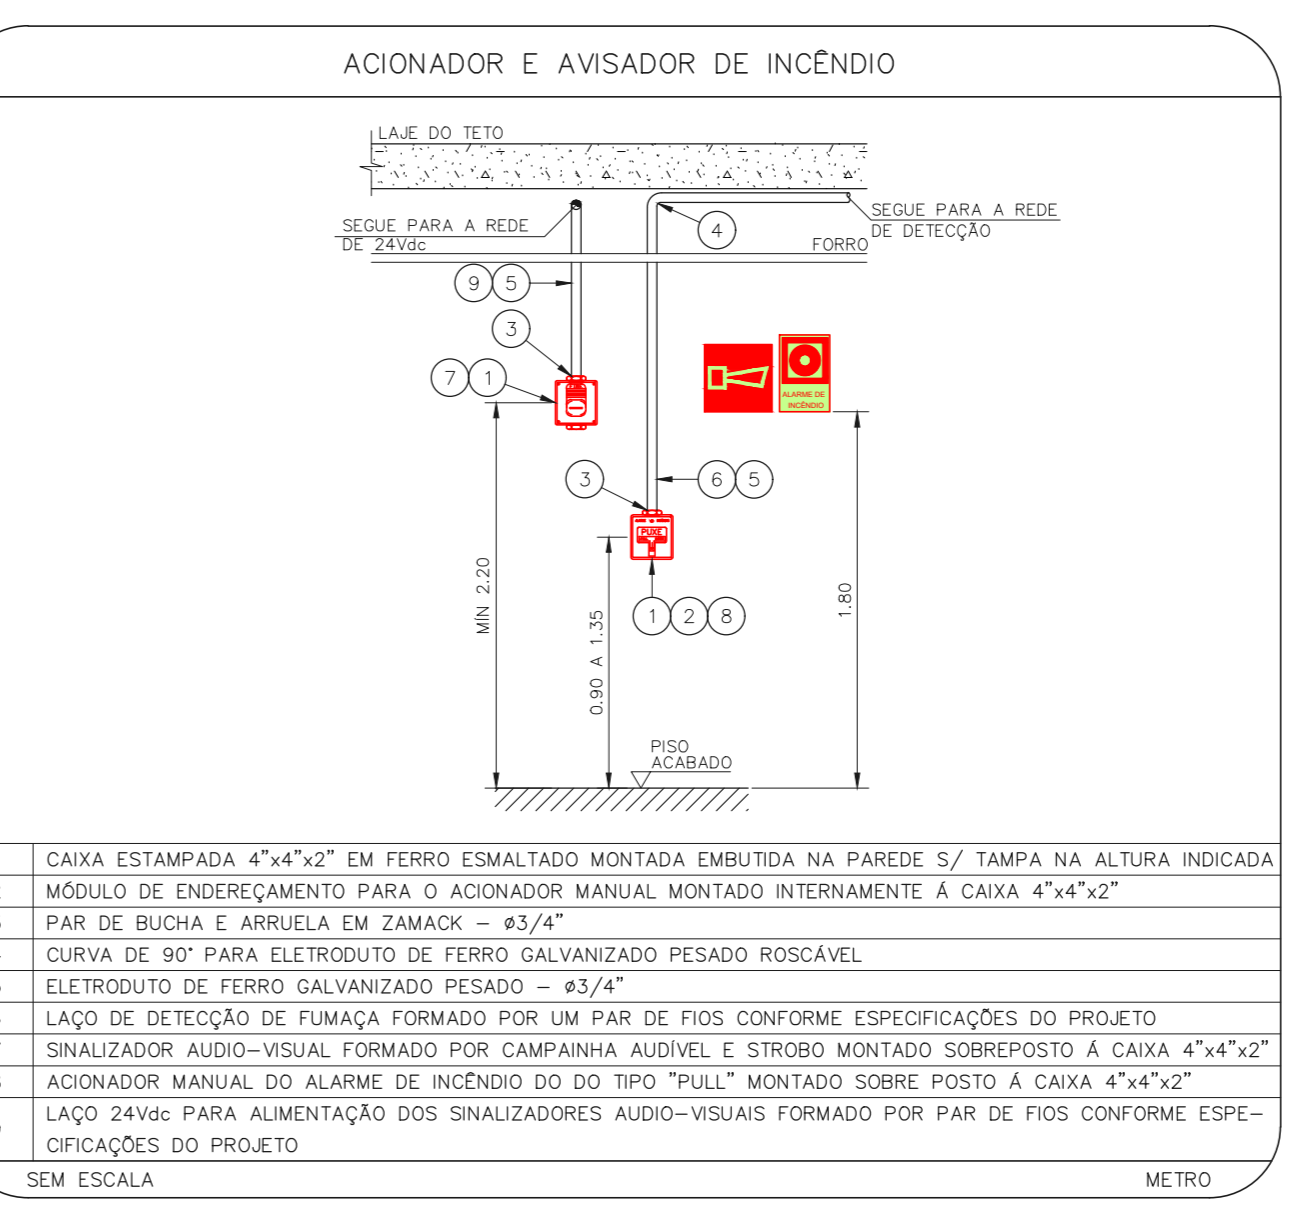 ACIONADOR E AVISADOR DE INCÊNDIO
LAJE DO TETO
SEGUE PARA A REDE
DE 24Vdc
4
SEGUE PARA A REDE
DE DETECÇÃO
FORRO
9 5
3
7 1
ALARME DE
INCÊNDIO
3
6 5
PUXE
1 2 8
MÍN 2.20
0.90 A 1.35
1.80
PISO
ACABADO
CAIXA ESTAMPADA 4"x4"x2" EM FERRO ESMALTADO MONTADA EMBUTIDA NA PAREDE S/ TAMPA NA ALTURA INDICADA
MÓDULO DE ENDEREÇAMENTO PARA O ACIONADOR MANUAL MONTADO INTERNAMENTE Á CAIXA 4"x4"x2"
PAR DE BUCHA E ARRUELA EM ZAMACK – ø3/4"
CURVA DE 90° PARA ELETRODUTO DE FERRO GALVANIZADO PESADO ROSCÁVEL
ELETRODUTO DE FERRO GALVANIZADO PESADO – ø3/4"
LAÇO DE DETECÇÃO DE FUMAÇA FORMADO POR UM PAR DE FIOS CONFORME ESPECIFICAÇÕES DO PROJETO
SINALIZADOR AUDIO–VISUAL FORMADO POR CAMPAINHA AUDÍVEL E STROBO MONTADO SOBREPOSTO Á CAIXA 4"x4"x2"
ACIONADOR MANUAL DO ALARME DE INCÊNDIO DO DO TIPO "PULL" MONTADO SOBRE POSTO Á CAIXA 4"x4"x2"
LAÇO 24Vdc PARA ALIMENTAÇÃO DOS SINALIZADORES AUDIO–VISUAIS FORMADO POR PAR DE FIOS CONFORME ESPE–
CIFICAÇÕES DO PROJETO
SEM ESCALA
METRO